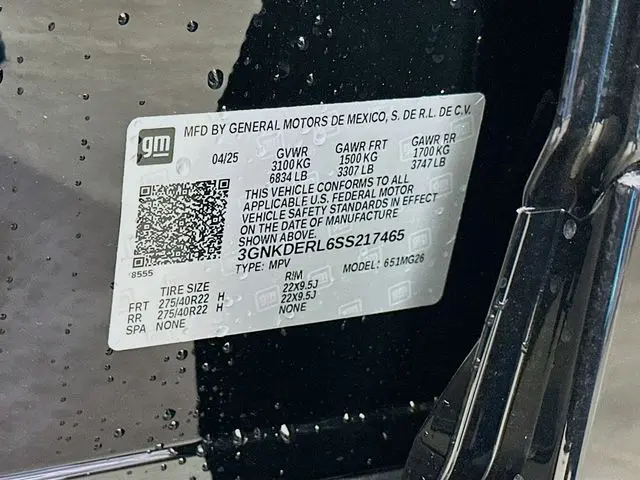 gm
MFD BY GENERAL MOTORS DE MEXICO, S. DE R.L. DE C.V.
04/25 GVWR GAWR FRT GAWR RR
3100 KG 1500 KG 1700 KG
6834 LB 3307 LB 3747 LB
THIS VEHICLE CONFORMS TO ALL
APPLICABLE U.S. FEDERAL MOTOR
VEHICLE SAFETY STANDARDS IN EFFECT
ON THE DATE OF MANUFACTURE
SHOWN ABOVE.
3GNKDERL6SS217465
8555 TYPE: MPV MODEL: 651MG26
TIRE SIZE RIM
FRT 275/40R22 H 22X9.5J
RR 275/40R22 H 22X9.5J
SPA NONE NONE